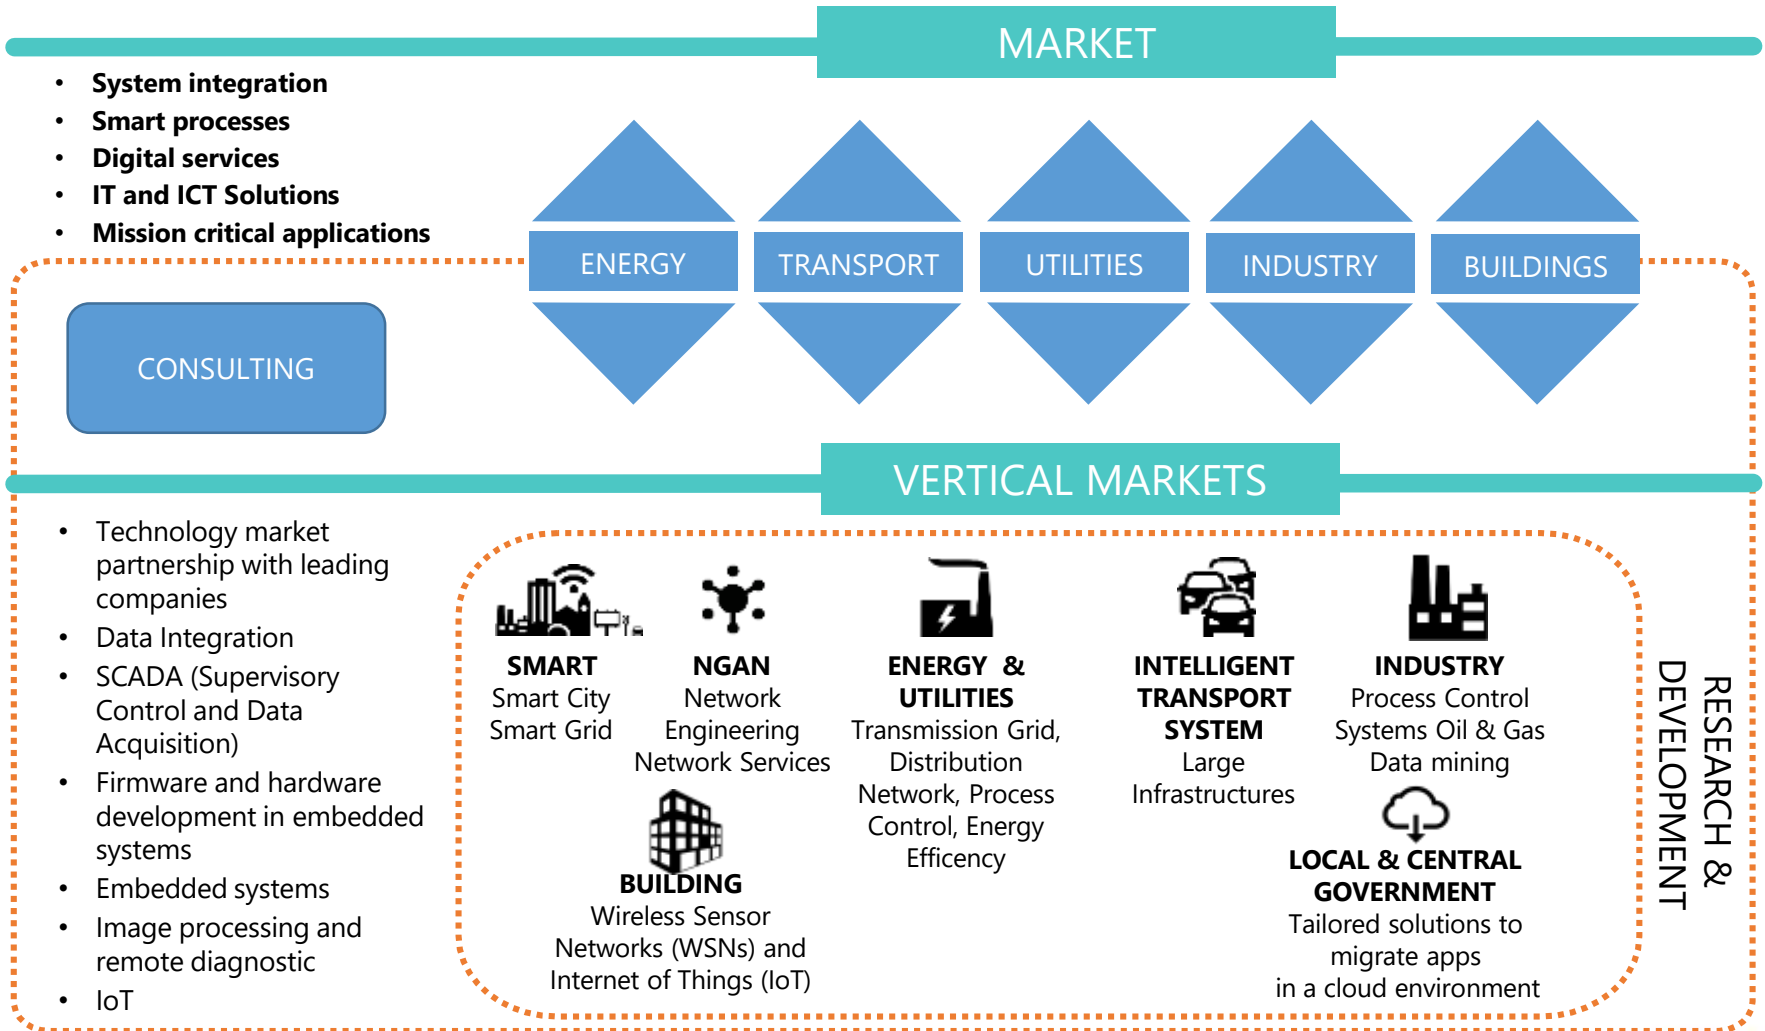 MARKET
• System integration
• Smart processes
• Digital services
• IT and ICT Solutions
• Mission critical applications
ENERGY
TRANSPORT
UTILITIES
INDUSTRY
BUILDINGS
CONSULTING
VERTICAL MARKETS
• Technology market
partnership with leading
companies
• Data Integration
• SCADA (Supervisory
Control and Data
Acquisition)
• Firmware and hardware
development in embedded
systems
• Embedded systems
• Image processing and
remote diagnostic
• IoT
SMART
Smart City
Smart Grid
NGAN
Network
Engineering
Network Services
ENERGY &
UTILITIES
Transmission Grid,
Distribution
Network, Process
Control, Energy
Efficency
INTELLIGENT
TRANSPORT
SYSTEM
Large
Infrastructures
INDUSTRY
Process Control
Systems Oil & Gas
Data mining
BUILDING
Wireless Sensor
Networks (WSNs) and
Internet of Things (IoT)
LOCAL & CENTRAL
GOVERNMENT
Tailored solutions to
migrate apps
in a cloud environment
RESEARCH &
DEVELOPMENT